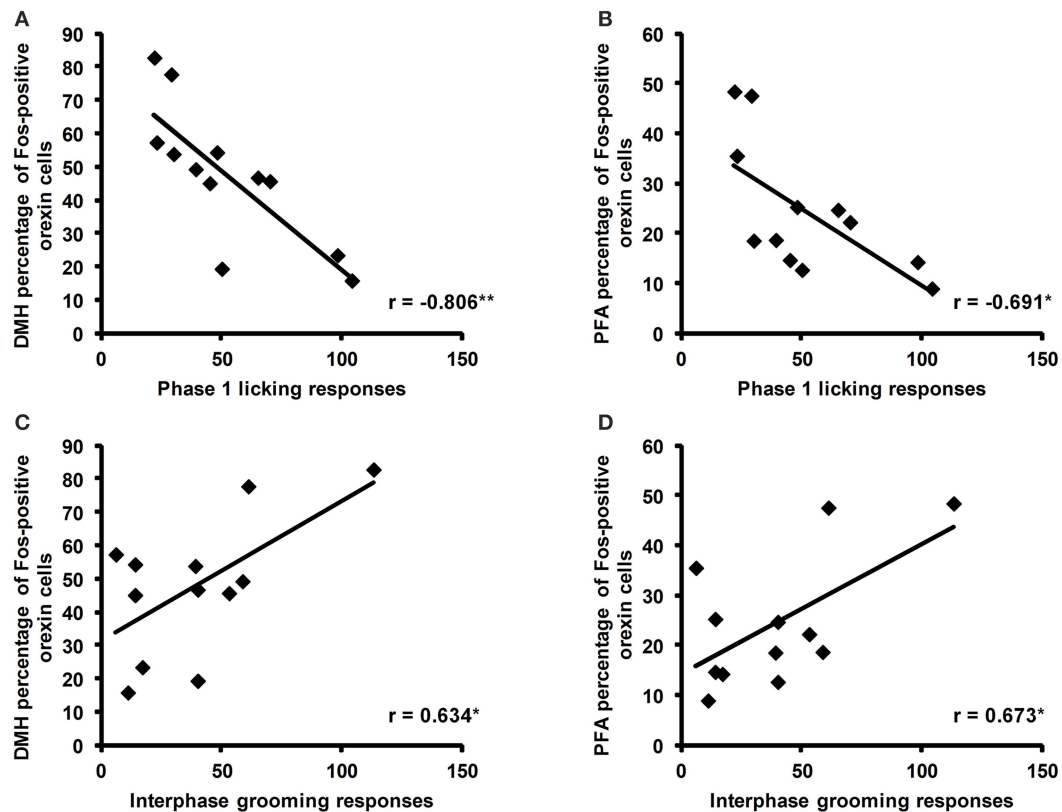 A
DMH percentage of Fos-positive
orexin cells
90
80
70
60
50
40
30
20
10
0
0 50 100 150
r = -0.806**
Phase 1 licking responses
B
PFA percentage of Fos-positive
orexin cells
60
50
40
30
20
10
0
0 50 100 150
r = -0.691*
Phase 1 licking responses
C
DMH percentage of Fos-positive
orexin cells
90
80
70
60
50
40
30
20
10
0
0 50 100 150
r = 0.634*
Interphase grooming responses
D
PFA percentage of Fos-positive
orexin cells
60
50
40
30
20
10
0
0 50 100 150
r = 0.673*
Interphase grooming responses